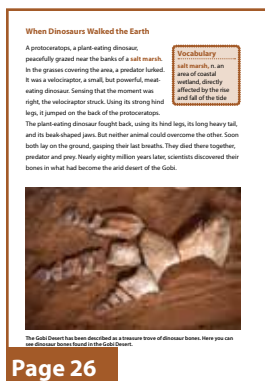 When Dinosaurs Walked the Earth
A protoceratops, a plant-eating dinosaur,
peacefully grazed near the banks of a salt marsh.
In the grasses covering the area, a predator lurked.
It was a velociraptor, a small, but powerful, meat-
eating dinosaur. Sensing that the moment was
right, the velociraptor struck. Using its strong hind
legs, it jumped on the back of the protoceratops.
The plant-eating dinosaur fought back, using its hind legs, its long heavy tail,
and its beak-shaped jaws. But neither animal could overcome the other. Soon
both lay on the ground, gasping their last breaths. They died there together,
predator and prey. Nearly eighty million years later, scientists discovered their
bones in what had become the arid desert of the Gobi.
Vocabulary
salt marsh, n. an
area of coastal
wetland, directly
affected by the rise
and fall of the tide
The Gobi Desert has been described as a treasure trove of dinosaur bones. Here you can
see dinosaur bones found in the Gobi Desert.
Page 26